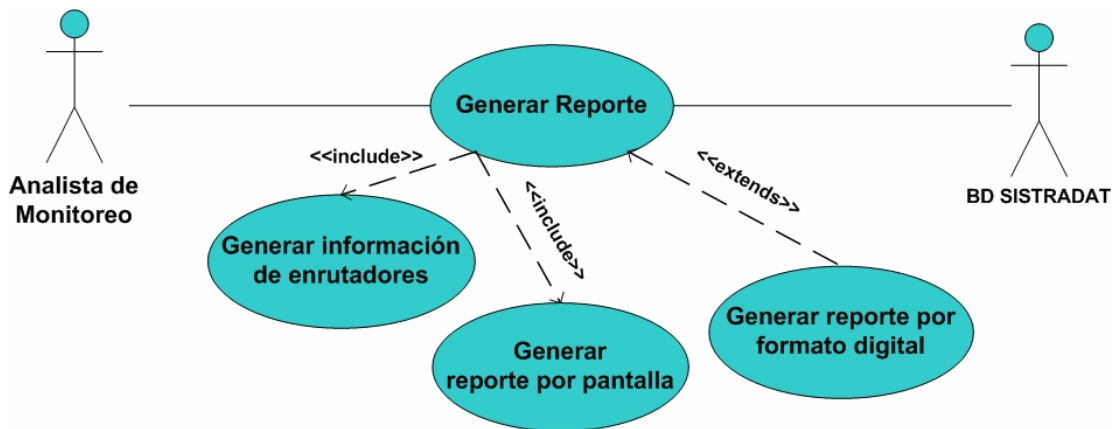 Generar Reporte
<<include>>
<<extends>>
<<include>>
Analista de
Monitoreo
BD SISTRADAT
Generar información
de enrutadores
Generar reporte por
formato digital
Generar
reporte por pantalla